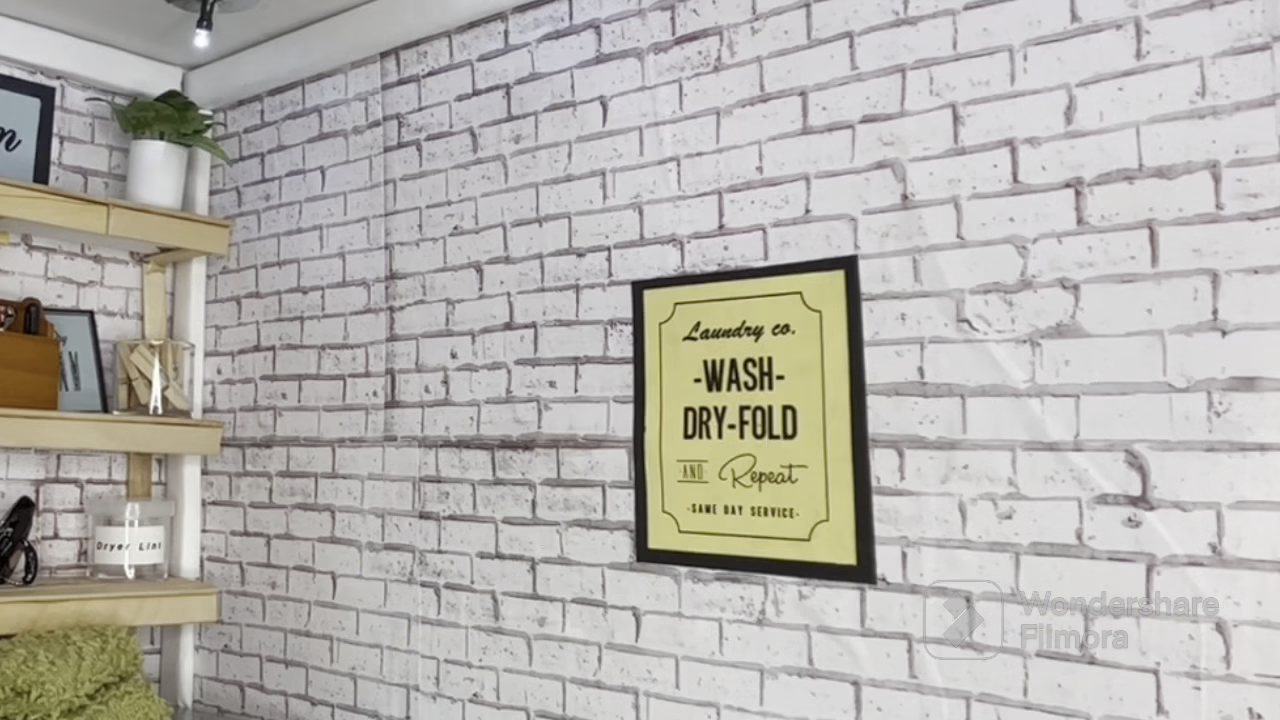 Laundry co.
-WASH-
DRY-FOLD
AND Repeat
-SAME DAY SERVICE-
Dryer Lint
Wondershare
Filmora